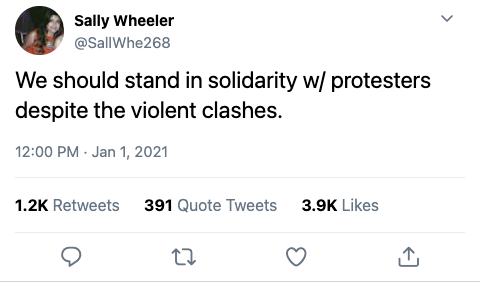 Sally Wheeler
@SallWhe268
We should stand in solidarity w/ protesters
despite the violent clashes.
12:00 PM · Jan 1, 2021
1.2K Retweets 391 Quote Tweets 3.9K Likes